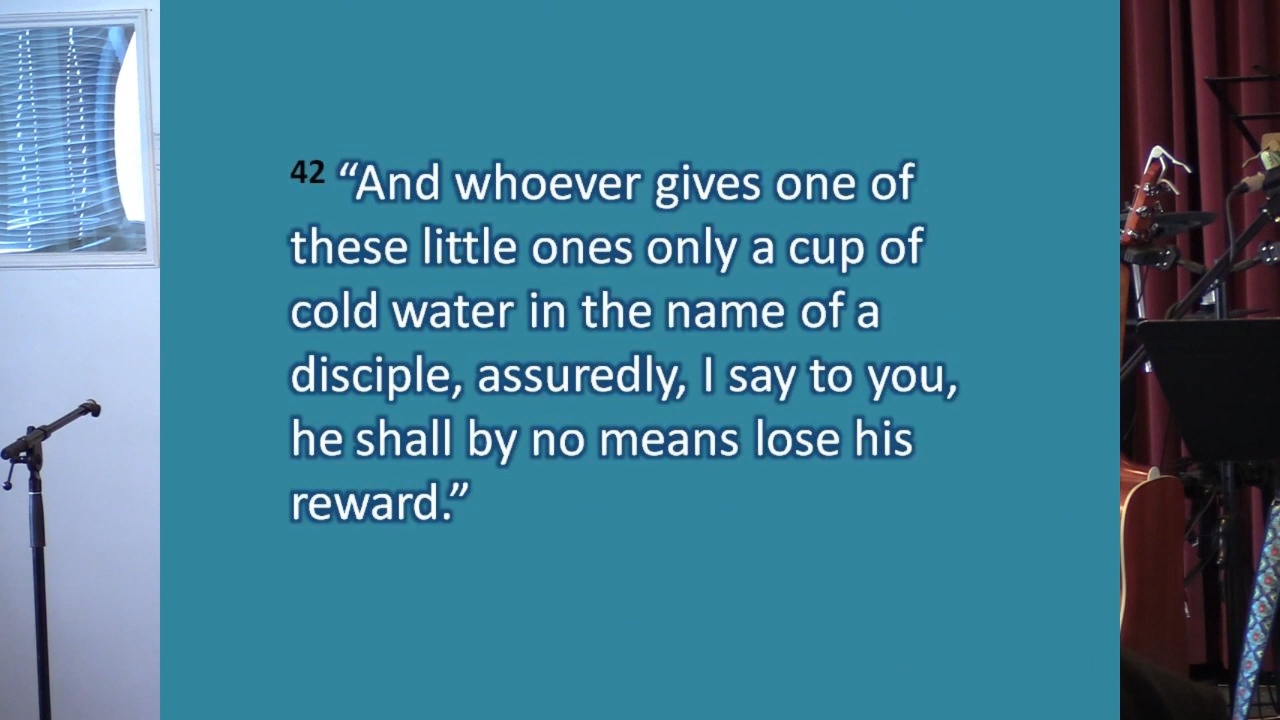 42 “And whoever gives one of
these little ones only a cup of
cold water in the name of a
disciple, assuredly, I say to you,
he shall by no means lose his
reward.”